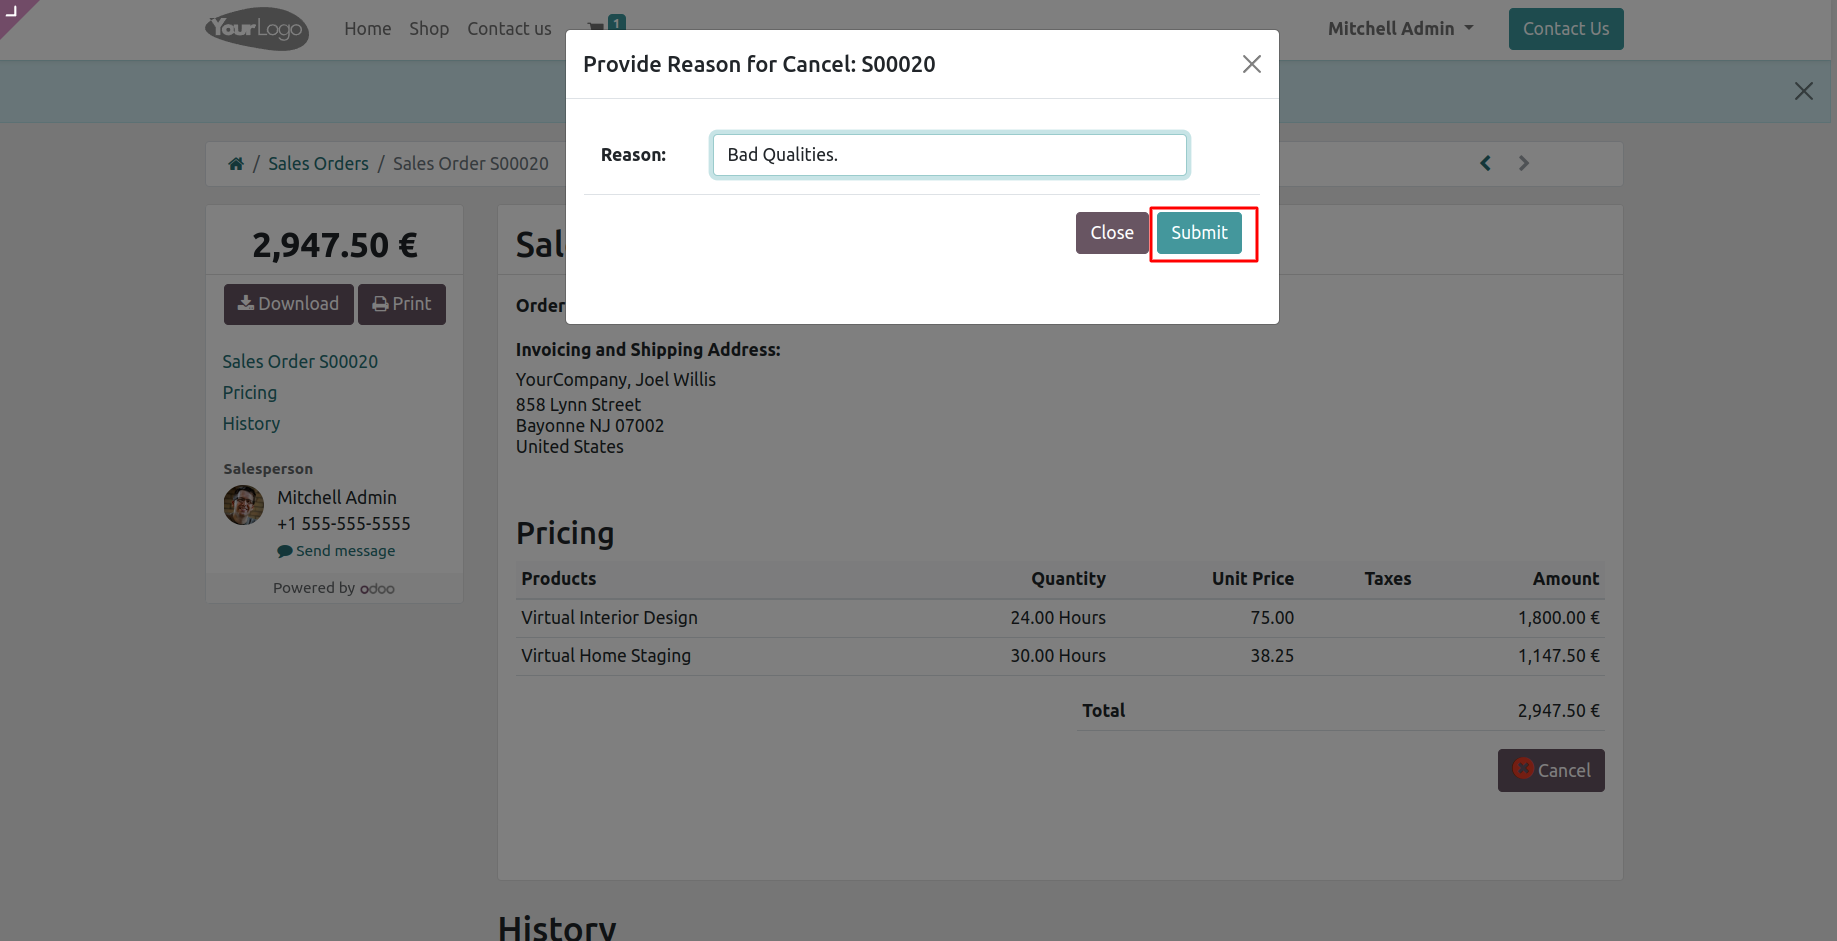 YourLogo
Home Shop Contact us 1 Mitchell Admin Contact Us
Provide Reason for Cancel: S00020
Reason: Bad Qualities.
Close Submit
/ Sales Orders / Sales Order S00020
2,947.50 €
Download Print
Sales Order S00020
Pricing
History
Salesperson
Mitchell Admin
+1 555-555-5555
Send message
Powered by odoo
Sal
Order
Invoicing and Shipping Address:
YourCompany, Joel Willis
858 Lynn Street
Bayonne NJ 07002
United States
Pricing
Products Quantity Unit Price Taxes Amount
Virtual Interior Design 24.00 Hours 75.00 1,800.00 €
Virtual Home Staging 30.00 Hours 38.25 1,147.50 €
Total 2,947.50 €
Cancel
History